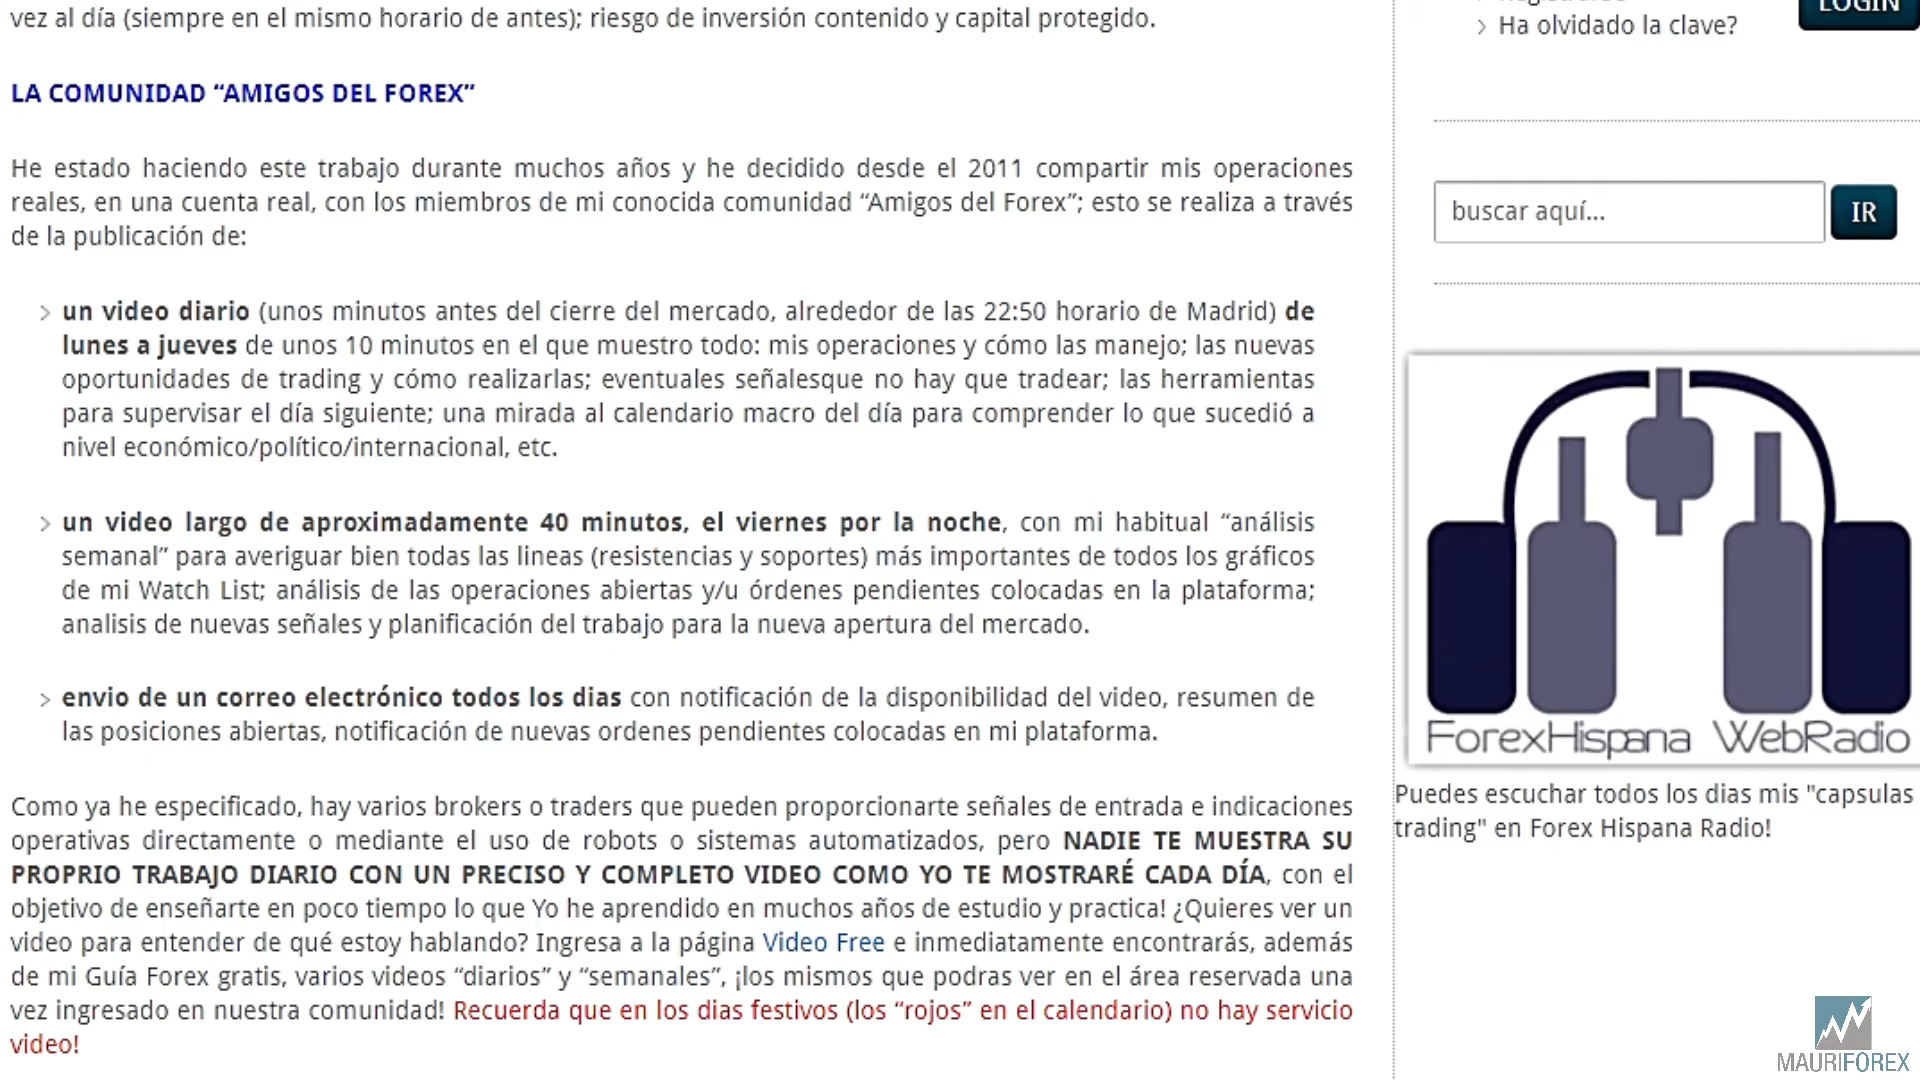 vez al día (siempre en el mismo horario de antes); riesgo de inversión contenido y capital protegido.
LA COMUNIDAD “AMIGOS DEL FOREX”
He estado haciendo este trabajo durante muchos años y he decidido desde el 2011 compartir mis operaciones
reales, en una cuenta real, con los miembros de mi conocida comunidad “Amigos del Forex”; esto se realiza a través
de la publicación de:
un video diario (unos minutos antes del cierre del mercado, alrededor de las 22:50 horario de Madrid) de
lunes a jueves de unos 10 minutos en el que muestro todo: mis operaciones y cómo las manejo; las nuevas
oportunidades de trading y cómo realizarlas; eventuales señalesque no hay que tradear; las herramientas
para supervisar el día siguiente; una mirada al calendario macro del día para comprender lo que sucedió a
nivel económico/político/internacional, etc.
un video largo de aproximadamente 40 minutos, el viernes por la noche, con mi habitual “análisis
semanal” para averiguar bien todas las lineas (resistencias y soportes) más importantes de todos los gráficos
de mi Watch List; análisis de las operaciones abiertas y/u órdenes pendientes colocadas en la plataforma;
analisis de nuevas señales y planificación del trabajo para la nueva apertura del mercado.
envio de un correo electrónico todos los dias con notificación de la disponibilidad del video, resumen de
las posiciones abiertas, notificación de nuevas ordenes pendientes colocadas en mi plataforma.
Como ya he especificado, hay varios brokers o traders que pueden proporcionarte señales de entrada e indicaciones
operativas directamente o mediante el uso de robots o sistemas automatizados, pero NADIE TE MUESTRA SU
PROPRIO TRABAJO DIARIO CON UN PRECISO Y COMPLETO VIDEO COMO YO TE MOSTRARÉ CADA DÍA, con el
objetivo de enseñarte en poco tiempo lo que Yo he aprendido en muchos años de estudio y practica! ¿Quieres ver un
video para entender de qué estoy hablando? Ingresa a la página Video Free e inmediatamente encontrarás, además
de mi Guía Forex gratis, varios videos “diarios” y “semanales”, ¡los mismos que podras ver en el área reservada una
vez ingresado en nuestra comunidad! Recuerda que en los dias festivos (los “rojos” en el calendario) no hay servicio
video!
LOGIN
Ha olvidado la clave?
buscar aquí...
IR
ForexHispana WebRadio
Puedes escuchar todos los dias mis "capsulas
trading" en Forex Hispana Radio!
MAURIFOREX